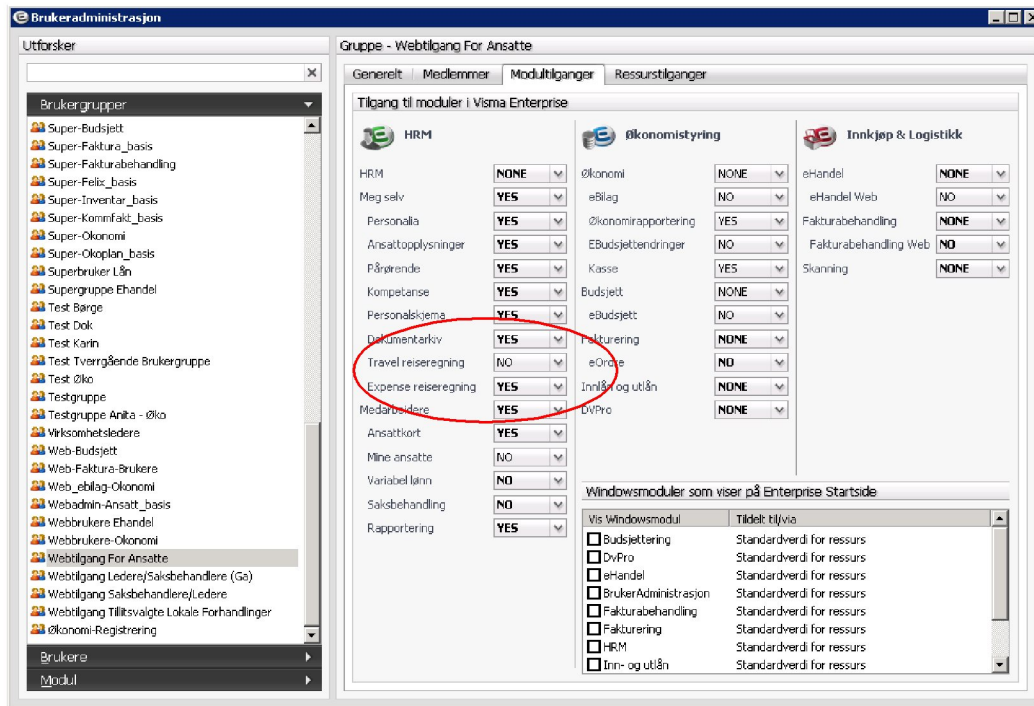 Brukeradministrasjon
Utforsker
Brukergrupper
Super-Budsjett
Super-Faktura_basis
Super-Fakturabehandling
Super-Felix_basis
Super-Inventar_basis
Super-Kommfakt_basis
Super-Okonomi
Super-Okoplan_basis
Superbruker Lån
Supergruppe Ehandel
Test Børge
Test Dok
Test Karin
Test Tverrgående Brukergruppe
Test Øko
Testgruppe
Testgruppe Anita - Øko
Virksomhetsledere
Web-Budsjett
Web-Faktura-Brukere
Web_ebilag-Okonomi
Webadmin-Ansatt_basis
Webbrukere Ehandel
Webbrukere-Okonomi
Webtilgang For Ansatte
Webtilgang Ledere/Saksbehandlere (Ga)
Webtilgang Saksbehandlere/Ledere
Webtilgang Tillitsvalgte Lokale Forhandlinger
Økonomi-Registrering
Brukere
Modul
Gruppe - Webtilgang For Ansatte
Generelt Medlemmer Modultilganger Ressurstilganger
Tilgang til moduler i Visma Enterprise
HRM
HRM NONE
Meg selv YES
Personalia YES
Ansattopplysninger YES
Pårørende YES
Kompetanse YES
Personalskjema YES
Dokumentarkiv YES
Travel reiseregning NO
Expense reiseregning YES
Medarbeidere YES
Ansattkort YES
Mine ansatte NO
Variabel lønn NO
Saksbehandling NO
Rapportering YES
Økonomistyring
Økonomi NONE
eBilag NO
Økonomirapportering YES
EBudsjettendringer NO
Kasse YES
Budsjett NONE
eBudsjett NO
Fakturering NONE
eOrdre NO
Innlån og utlån NONE
DVPro NONE
Innkjøp & Logistikk
eHandel NONE
eHandel Web NO
Fakturabehandling NONE
Fakturabehandling Web NO
Skanning NONE
Windowsmoduler som viser på Enterprise Startside
Vis Windowsmodul Tildelt til/via
Budsjettering Standardverdi for ressurs
DvPro Standardverdi for ressurs
eHandel Standardverdi for ressurs
BrukerAdministrasjon Standardverdi for ressurs
Fakturabehandling Standardverdi for ressurs
Fakturering Standardverdi for ressurs
HRM Standardverdi for ressurs
Inn- og utlån Standardverdi for ressurs